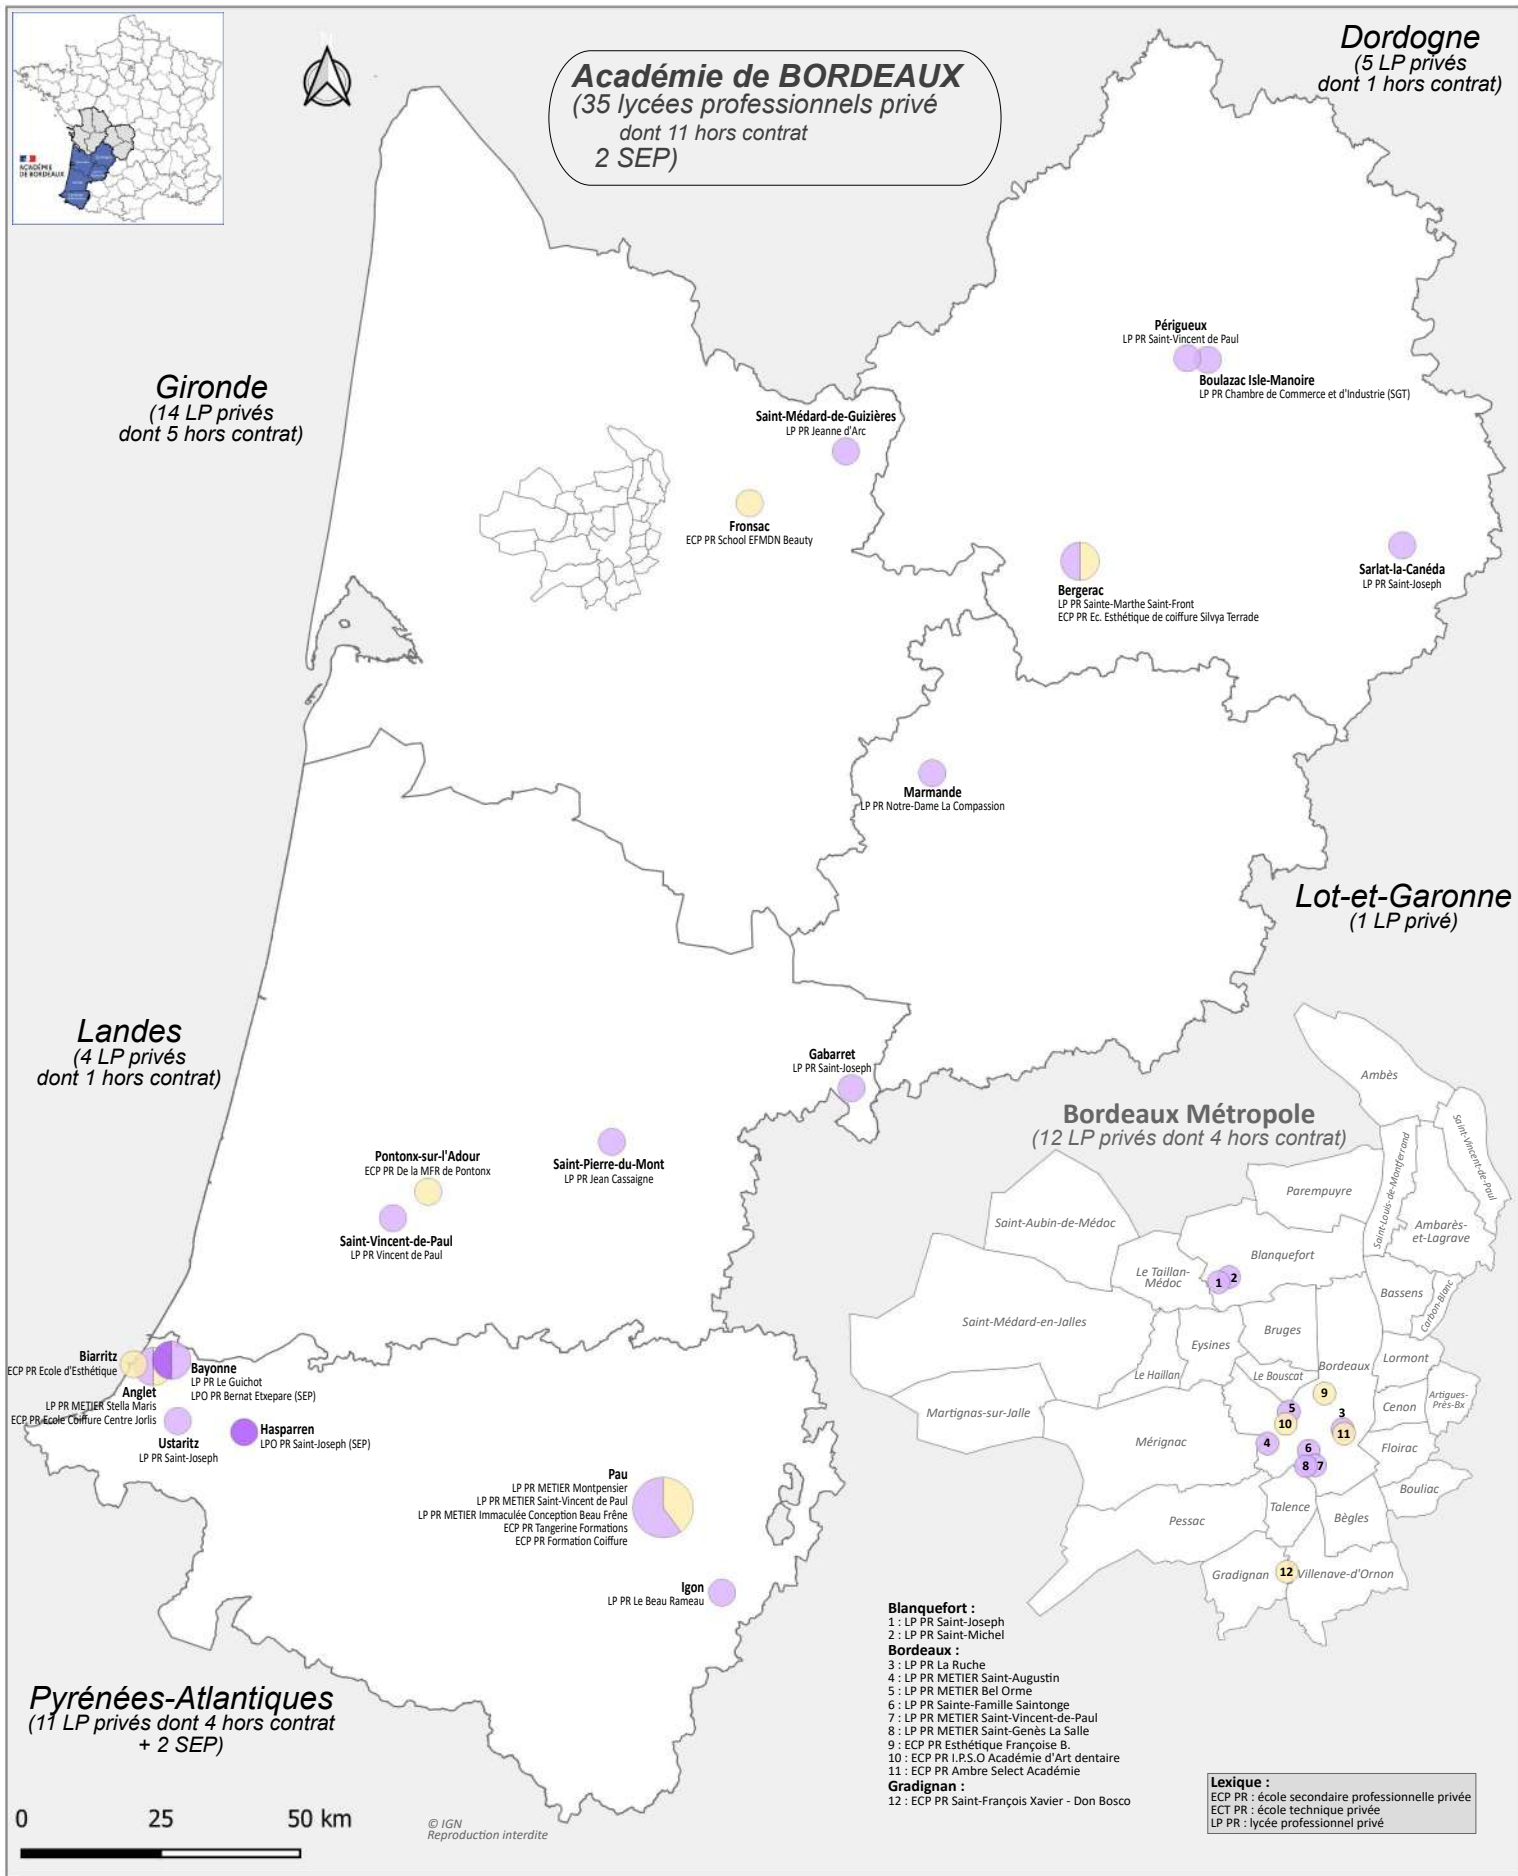 N
ACADÉMIE
DE BORDEAUX
Académie de BORDEAUX
(35 lycées professionnels privé
dont 11 hors contrat
2 SEP)
Dordogne
(5 LP privés
dont 1 hors contrat)
Périgueux
LP PR Saint-Vincent de Paul
Boulazac Isle-Manoire
LP PR Chambre de Commerce et d'Industrie (SGT)
Gironde
(14 LP privés
dont 5 hors contrat)
Saint-Médard-de-Guizières
LP PR Jeanne d'Arc
Fronsac
ECP PR School EFMDN Beauty
Bergerac
LP PR Sainte-Marthe Saint-Front
ECP PR Ec. Esthétique de coiffure Silvya Terrade
Sarlat-la-Canéda
LP PR Saint-Joseph
Marmande
LP PR Notre-Dame La Compassion
Lot-et-Garonne
(1 LP privé)
Landes
(4 LP privés
dont 1 hors contrat)
Gabarret
LP PR Saint-Joseph
Saint-Pierre-du-Mont
LP PR Jean Cassaigne
Pontonx-sur-l'Adour
ECP PR De la MFR de Pontonx
Saint-Vincent-de-Paul
LP PR Vincent de Paul
Biarritz
ECP PR Ecole d'Esthétique
Bayonne
LP PR Le Guichot
LPO PR Bernat Etxepare (SEP)
Anglet
LP PR METIER Stella Maris
ECP PR Ecole Coiffure Centre Jorlis
Ustaritz
LP PR Saint-Joseph
Hasparren
LPO PR Saint-Joseph (SEP)
Pau
LP PR METIER Montpensier
LP PR METIER Saint-Vincent de Paul
LP PR METIER Immaculée Conception Beau Frêne
ECP PR Tangerine Formations
ECP PR Formation Coiffure
Igon
LP PR Le Beau Rameau
Pyrénées-Atlantiques
(11 LP privés dont 4 hors contrat
+ 2 SEP)
0 25 50 km
© IGN
Reproduction interdite
Bordeaux Métropole
(12 LP privés dont 4 hors contrat)
Ambès
Saint-Vincent-de-Paul
Saint-Louis-de-Montferrand
Parempuyre
Ambarès-
et-Lagrave
Saint-Aubin-de-Médoc
Blanquefort
Le Taillan-
Médoc
1 2
Bassens
Carbon-Blanc
Saint-Médard-en-Jalles
Bruges
Eysines
Bordeaux
Lormont
Le Haillan
Le Bouscat
Martignas-sur-Jalle
9
Cenon
Artigues-
Près-Bx
5
10
3
11
Mérignac
4
6
Floirac
8 7
Bouliac
Talence
Pessac
Bègles
Gradignan
12
Villenave-d'Ornon
Blanquefort :
1 : LP PR Saint-Joseph
2 : LP PR Saint-Michel
Bordeaux :
3 : LP PR La Ruche
4 : LP PR METIER Saint-Augustin
5 : LP PR METIER Bel Orme
6 : LP PR Sainte-Famille Saintonge
7 : LP PR METIER Saint-Vincent-de-Paul
8 : LP PR METIER Saint-Genès La Salle
9 : ECP PR Esthétique Françoise B.
10 : ECP PR I.P.S.O Académie d'Art dentaire
11 : ECP PR Ambre Select Académie
Gradignan :
12 : ECP PR Saint-François Xavier - Don Bosco
Lexique :
ECP PR : école secondaire professionnelle privée
ECT PR : école technique privée
LP PR : lycée professionnel privé